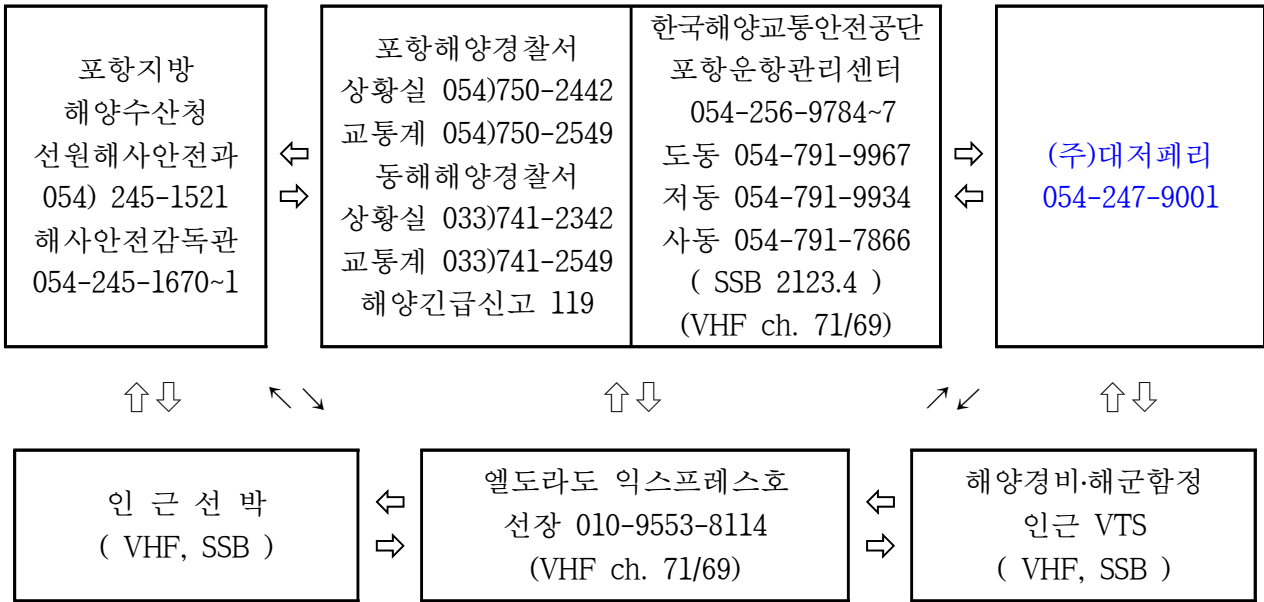 포항지방
해양수산청
선원해사안전과
054) 245-1521
해사안전감독관
054-245-1670~1
포항해양경찰서
상황실 054)750-2442
교통계 054)750-2549
동해해양경찰서
상황실 033)741-2342
교통계 033)741-2549
해양긴급신고 119
한국해양교통안전공단
포항운항관리센터
054-256-9784~7
도동 054-791-9967
저동 054-791-9934
사동 054-791-7866
( SSB 2123.4 )
(VHF ch. 71/69)
(주)대저페리
054-247-9001
인 근 선 박
( VHF, SSB )
엘도라도 익스프레스호
선장 010-9553-8114
(VHF ch. 71/69)
해양경비·해군함정
인근 VTS
( VHF, SSB )